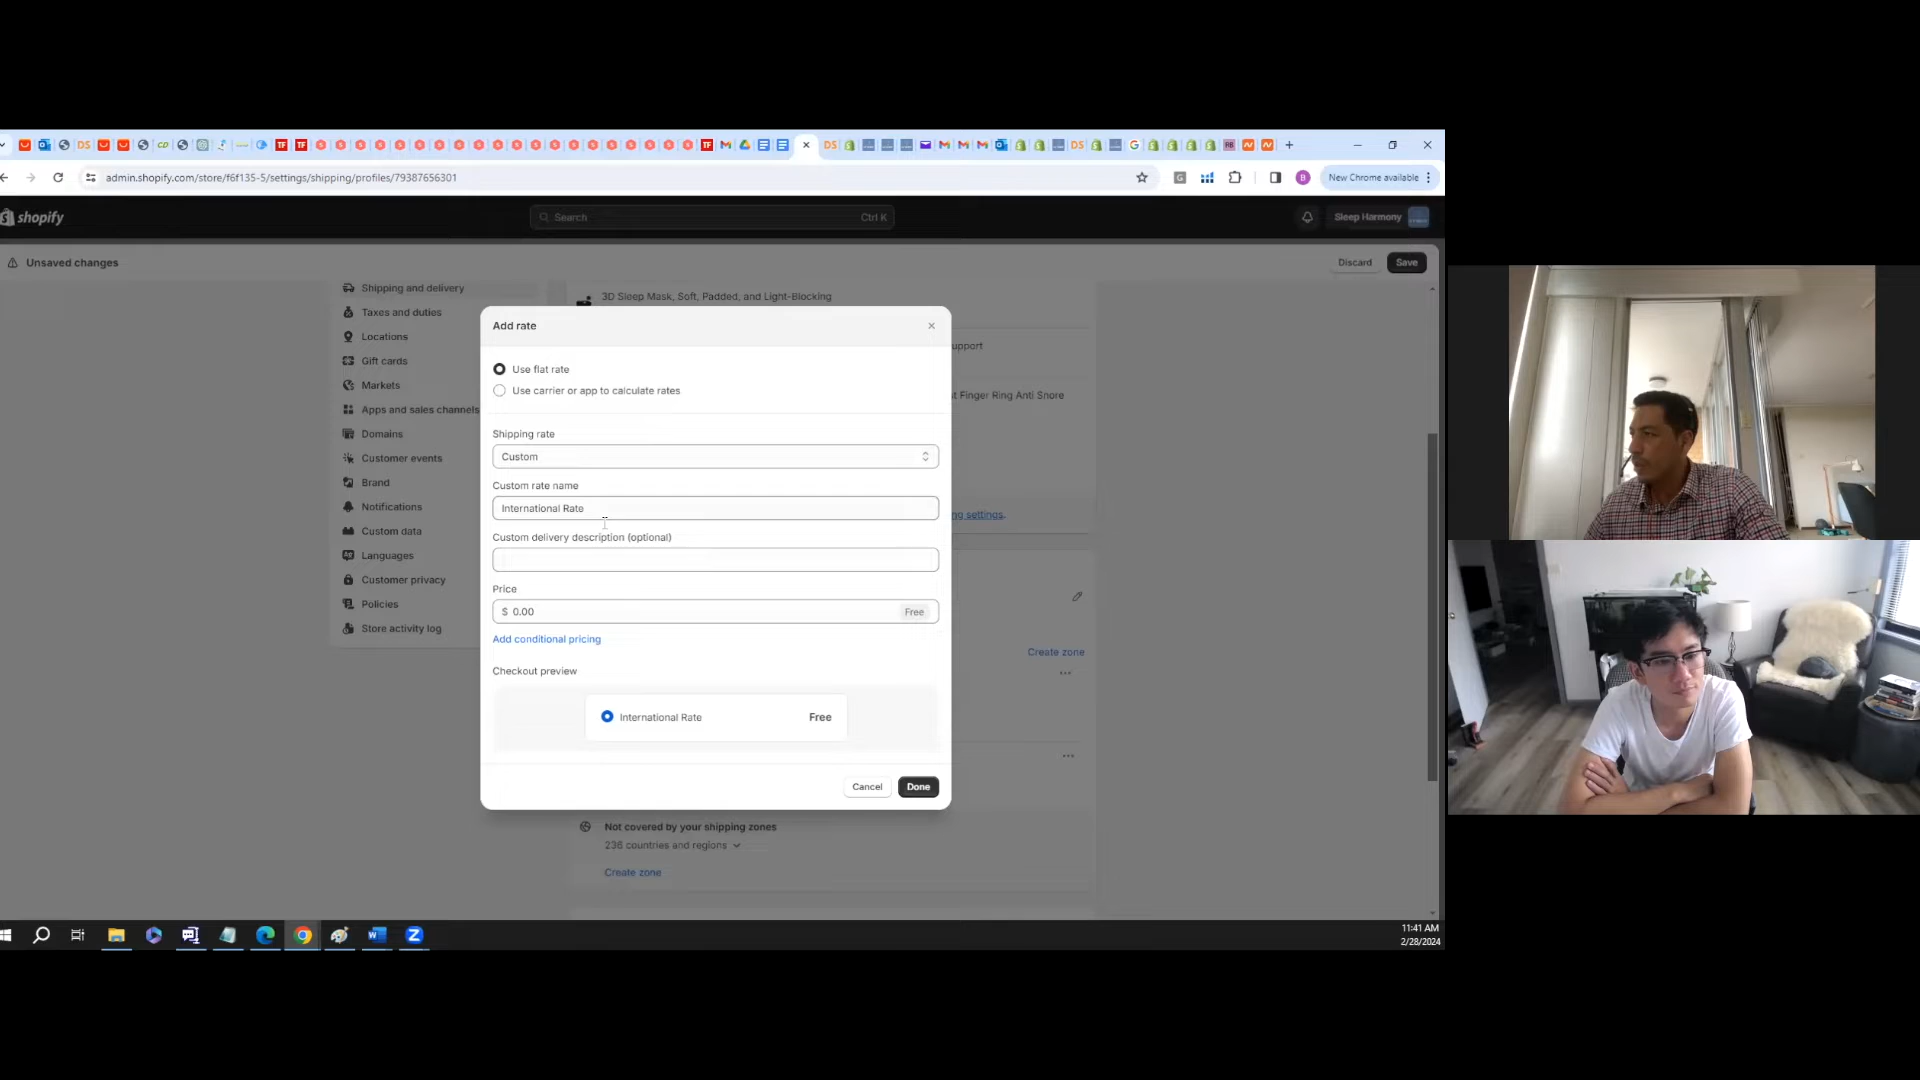 admin.shopify.com/store/f6f135-5/settings/shipping/profiles/79387656301
New Chrome available
shopify
Search
Ctrl K
Sleep Harmony
Unsaved changes
Discard
Save
Shipping and delivery
Taxes and duties
Locations
Gift cards
Markets
Apps and sales channels
Domains
Customer events
Brand
Notifications
Custom data
Languages
Customer privacy
Policies
Store activity log
3D Sleep Mask, Soft, Padded, and Light-Blocking
upport
t Finger Ring Anti Snore
ng settings.
Create zone
Add rate
Use flat rate
Use carrier or app to calculate rates
Shipping rate
Custom
Custom rate name
International Rate
Custom delivery description (optional)
Price
$ 0.00
Free
Add conditional pricing
Checkout preview
International Rate
Free
Cancel
Done
Not covered by your shipping zones
236 countries and regions
Create zone
11:41 AM
2/28/2024